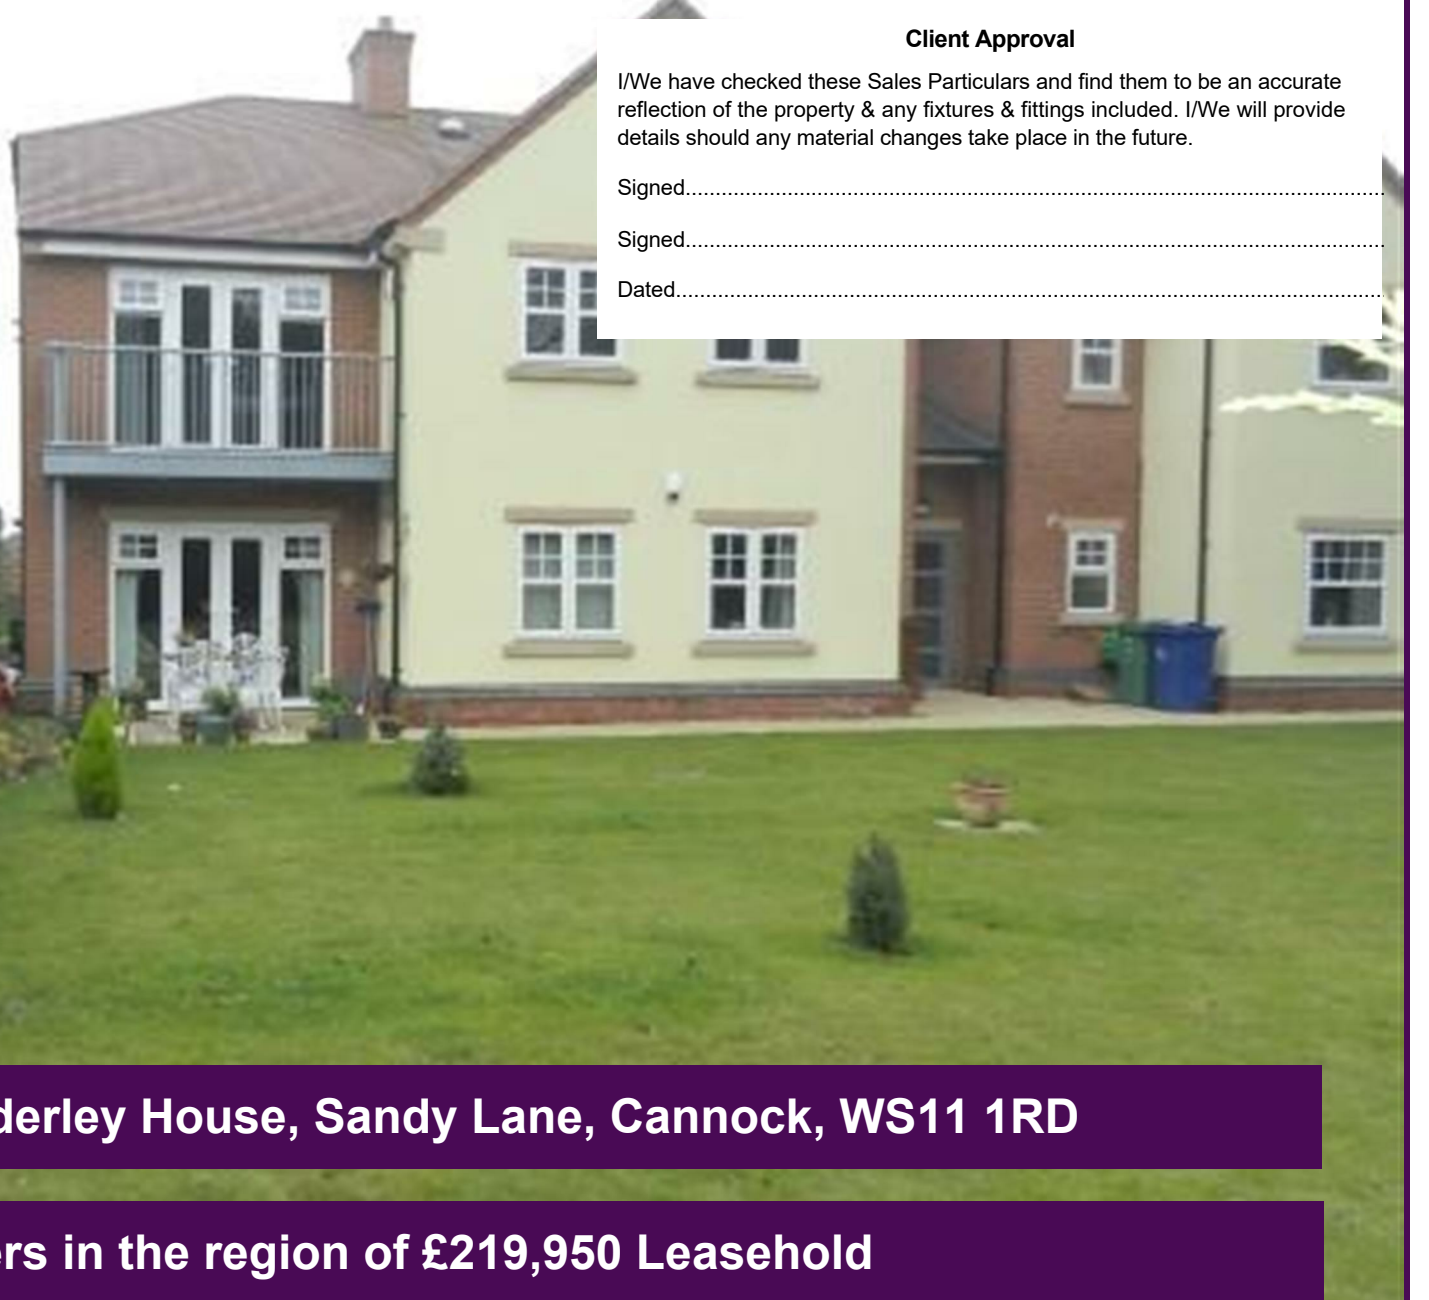 Client Approval
I/We have checked these Sales Particulars and find them to be an accurate
reflection of the property & any fixtures & fittings included. I/We will provide
details should any material changes take place in the future.
Signed......................................................................................................................
Signed......................................................................................................................
Dated........................................................................................................................
derley House, Sandy Lane, Cannock, WS11 1RD
ers in the region of £219,950 Leasehold